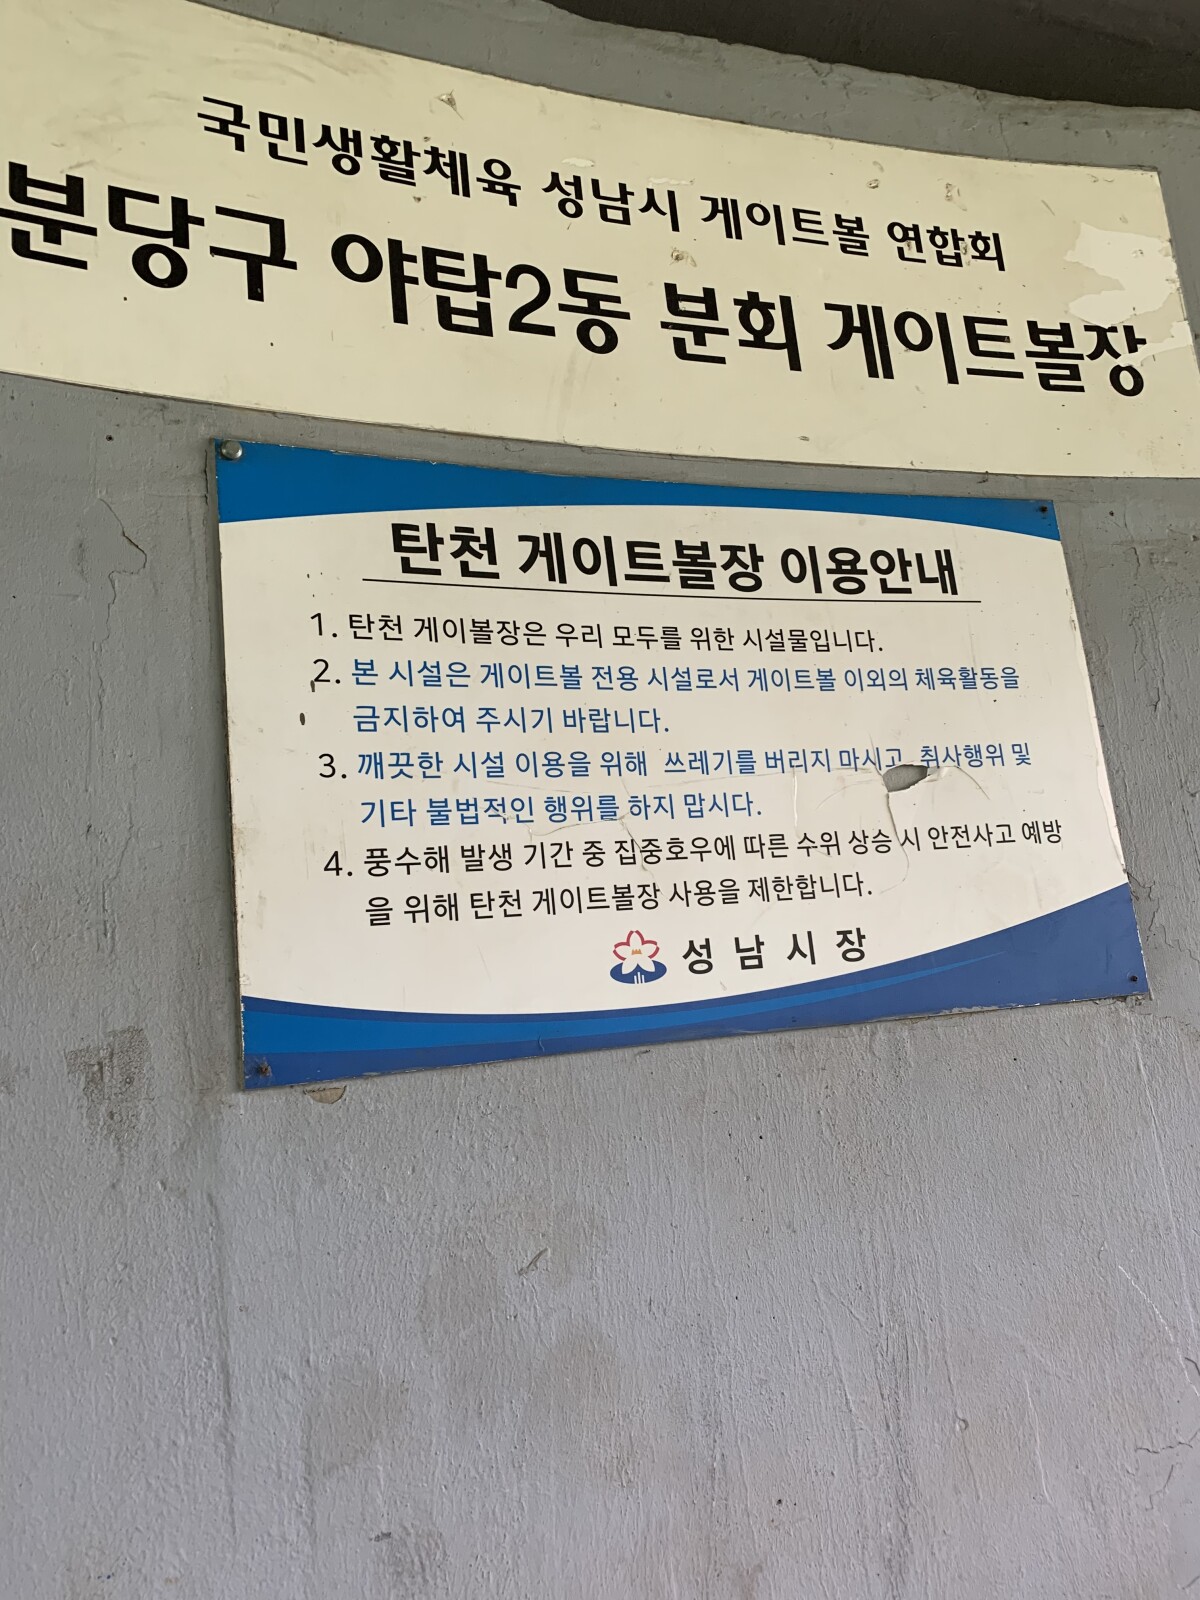 국민생활체육 성남시 게이트볼 연합회
분당구 야탑2동 분회 게이트볼장
탄천 게이트볼장 이용안내
1. 탄천 게이볼장은 우리 모두를 위한 시설물입니다.
2. 본 시설은 게이트볼 전용 시설로서 게이트볼 이외의 체육활동을
금지하여 주시기 바랍니다.
3. 깨끗한 시설 이용을 위해 쓰레기를 버리지 마시고 취사행위 및
기타 불법적인 행위를 하지 맙시다.
4. 풍수해 발생 기간 중 집중호우에 따른 수위 상승 시 안전사고 예방
을 위해 탄천 게이트볼장 사용을 제한합니다.
성남시장